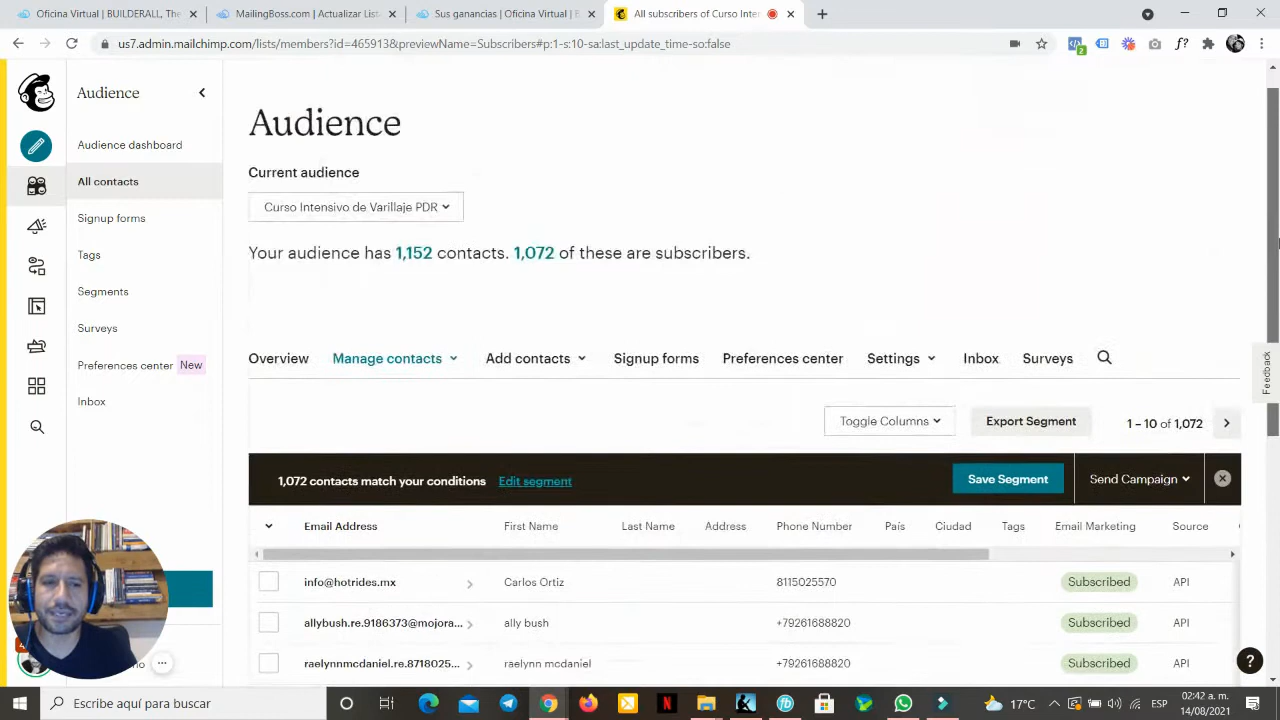 Oficina Virtual | BUILDERALL, The
MailingBoss.com | Actualizar List
Sus ganancias | Oficina Virtual | B
All subscribers of Curso Inter
us7.admin.mailchimp.com/lists/members?id=465913&previewName=Subscribers#p:1-s:10-sa:last_update_time-so:false
2
f?
Audience
Audience dashboard
All contacts
Signup forms
Tags
Segments
Surveys
Preferences center New
Inbox
Audience
Current audience
Curso Intensivo de Varillaje PDR
Your audience has 1,152 contacts. 1,072 of these are subscribers.
Overview Manage contacts Add contacts Signup forms Preferences center Settings Inbox Surveys
Feedback
Toggle Columns Export Segment 1 – 10 of 1,072
1,072 contacts match your conditions Edit segment Save Segment Send Campaign
Email Address First Name Last Name Address Phone Number País Ciudad Tags Email Marketing Source
info@hotrides.mx Carlos Ortiz 8115025570 Subscribed API
allybush.re.9186373@mojora... ally bush +79261688820 Subscribed API
raelynnmcdaniel.re.8718025... raelynn mcdaniel +79261688820 Subscribed API
?
Escribe aquí para buscar
17°C
ESP
02:42 a. m.
14/08/2021